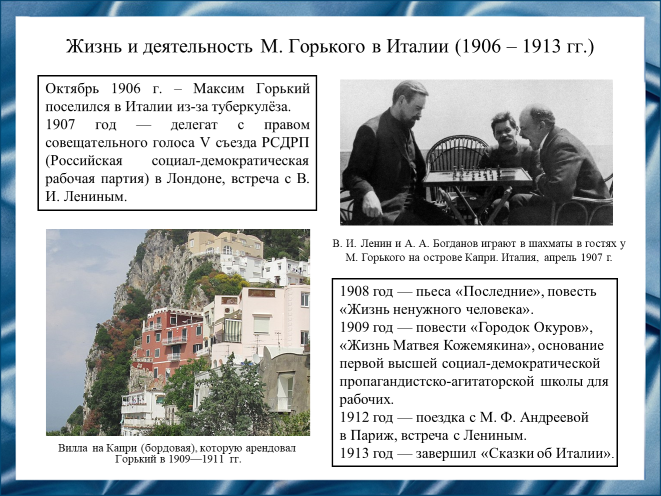 Жизнь и деятельность М. Горького в Италии (1906 – 1913 гг.)
Октябрь 1906 г. – Максим Горький
поселился в Италии из-за туберкулёза.
1907 год — делегат с правом
совещательного голоса V съезда РСДРП
(Российская социал-демократическая
рабочая партия) в Лондоне, встреча с В.
И. Лениным.
В. И. Ленин и А. А. Богданов играют в шахматы в гостях у
М. Горького на острове Капри. Италия, апрель 1907 г.
Вилла на Капри (бордовая), которую арендовал
Горький в 1909—1911 гг.
1908 год — пьеса «Последние», повесть
«Жизнь ненужного человека».
1909 год — повести «Городок Окуров»,
«Жизнь Матвея Кожемякина», основание
первой высшей социал-демократической
пропагандистско-агитаторской школы для
рабочих.
1912 год — поездка с М. Ф. Андреевой
в Париж, встреча с Лениным.
1913 год — завершил «Сказки об Италии».